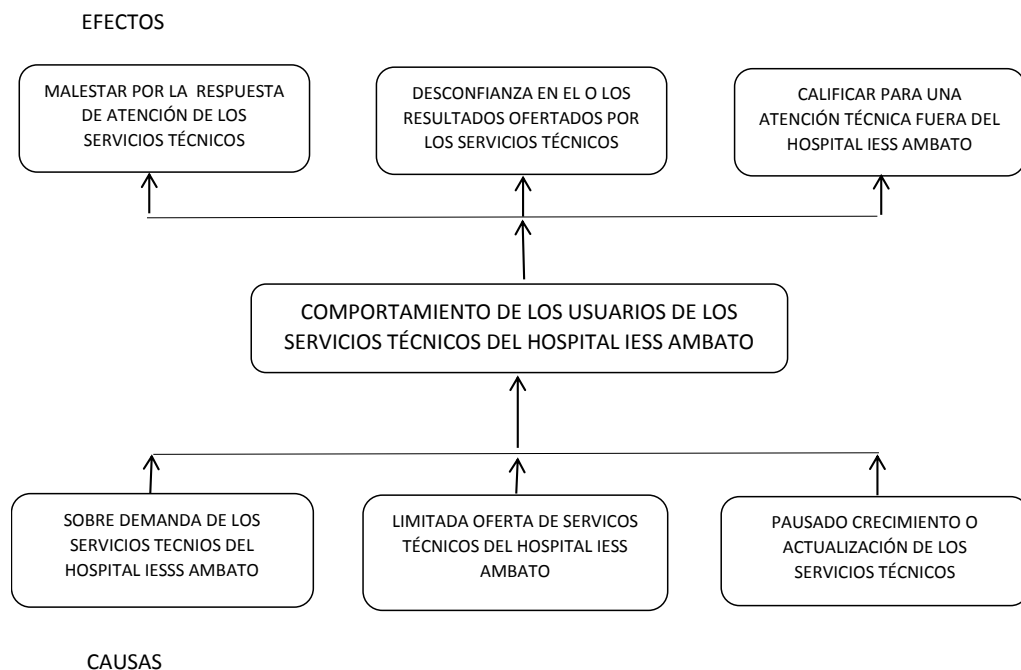 EFECTOS
MALESTAR POR LA RESPUESTA
DE ATENCIÓN DE LOS
SERVICIOS TÉCNICOS
DESCONFIANZA EN EL O LOS
RESULTADOS OFERTADOS POR
LOS SERVICIOS TÉCNICOS
CALIFICAR PARA UNA
ATENCIÓN TÉCNICA FUERA DEL
HOSPITAL IESS AMBATO
COMPORTAMIENTO DE LOS USUARIOS DE LOS
SERVICIOS TÉCNICOS DEL HOSPITAL IESS AMBATO
SOBRE DEMANDA DE LOS
SERVICIOS TECNIOS DEL
HOSPITAL IESSS AMBATO
LIMITADA OFERTA DE SERVICOS
TÉCNICOS DEL HOSPITAL IESS
AMBATO
PAUSADO CRECIMIENTO O
ACTUALIZACIÓN DE LOS
SERVICIOS TÉCNICOS
CAUSAS